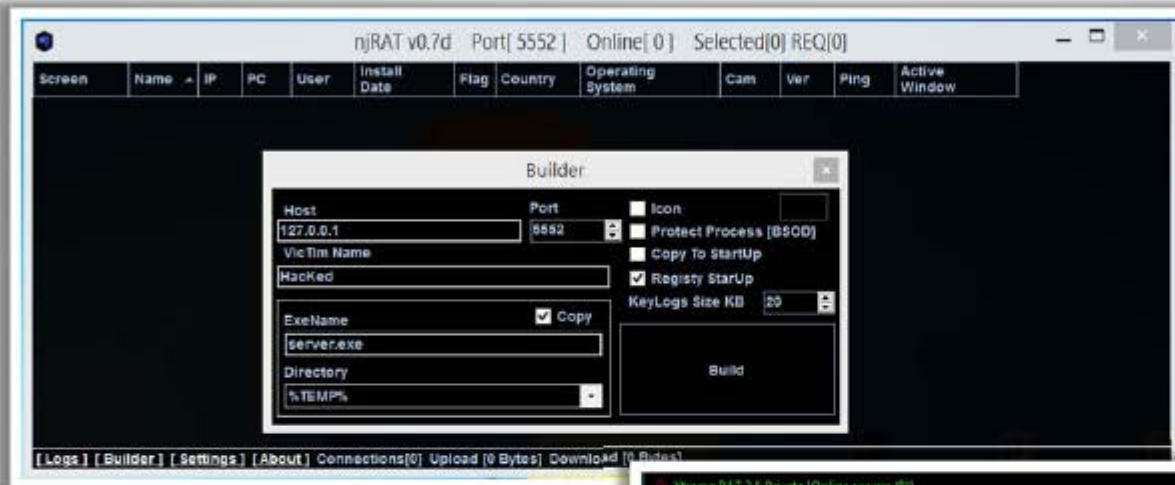 njRAT v0.7d Port[ 5552 ] Online[ 0 ] Selected[0] REQ[0]
Screen Name IP PC User Install Date Flag Country Operating System Cam Ver Ping Active Window
Builder
Host Port
127.0.0.1 5552
VicTim Name
HacKed
ExeName Copy
server.exe
Directory
%TEMP%
Icon
Protect Process [BSOD]
Copy To StartUp
Registy StarUp
KeyLogs Size KB 20
Build
[ Logs ] [ Builder ] [ Settings ] [ About ] Connections[0] Upload [0 Bytes] Download [0 Bytes]